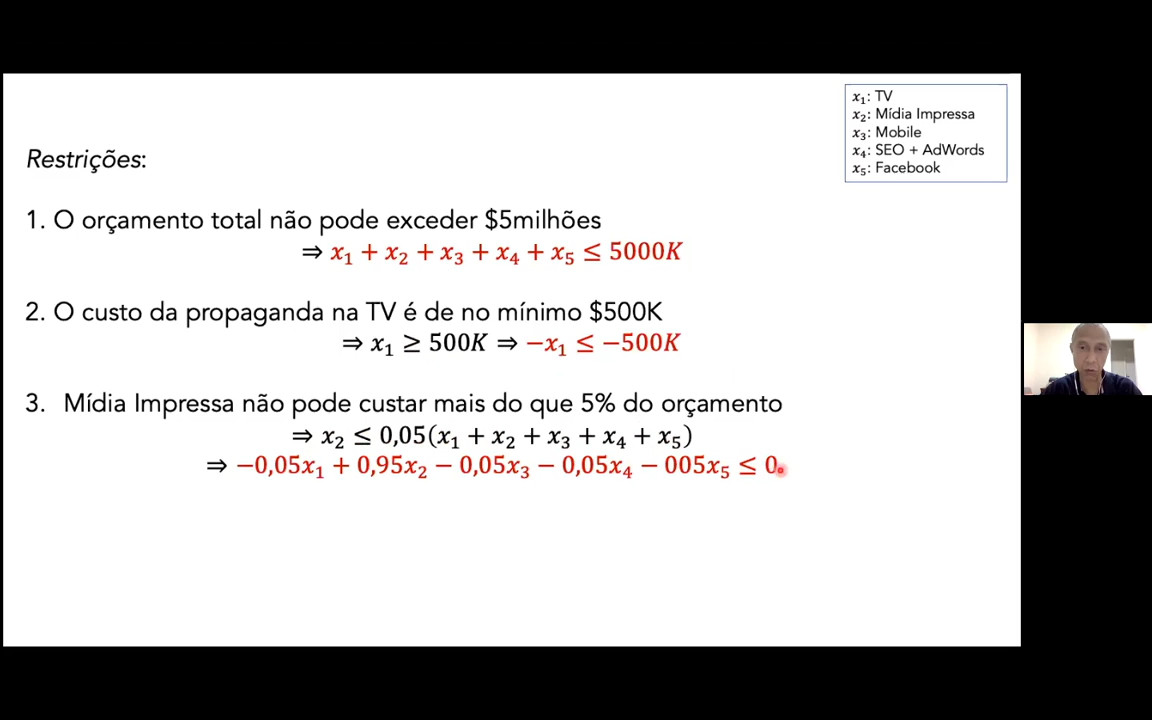 x₁: TV
x₂: Mídia Impressa
x₃: Mobile
x₄: SEO + AdWords
x₅: Facebook
Restrições:
1. O orçamento total não pode exceder $5milhões
⇒ x₁ + x₂ + x₃ + x₄ + x₅ ≤ 5000K
2. O custo da propaganda na TV é de no mínimo $500K
⇒ x₁ ≥ 500K ⇒ −x₁ ≤ −500K
3. Mídia Impressa não pode custar mais do que 5% do orçamento
⇒ x₂ ≤ 0,05(x₁ + x₂ + x₃ + x₄ + x₅)
⇒ −0,05x₁ + 0,95x₂ − 0,05x₃ − 0,05x₄ − 005x₅ ≤ 0